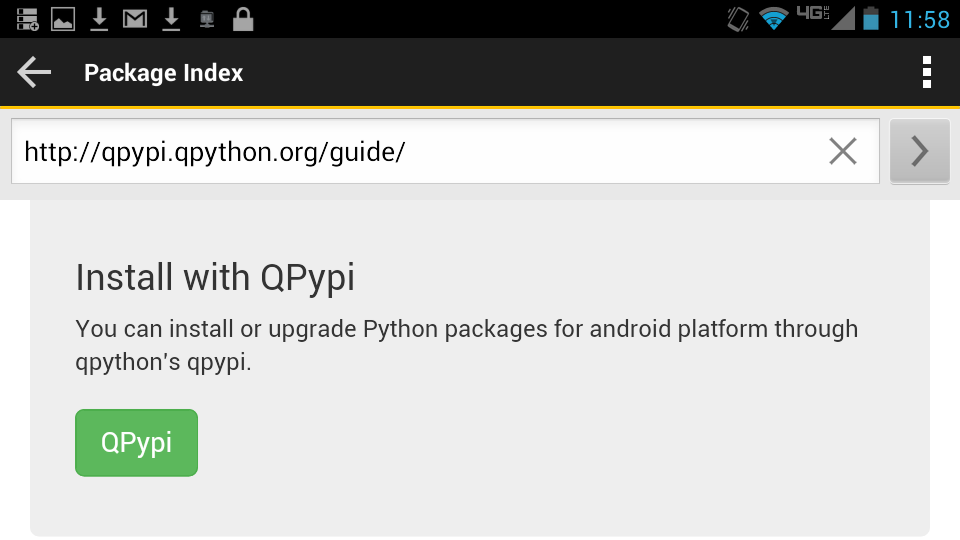 4G LTE 11:58
Package Index
http://qpypi.qpython.org/guide/
Install with QPypi
You can install or upgrade Python packages for android platform through
qpython's qpypi.
QPypi